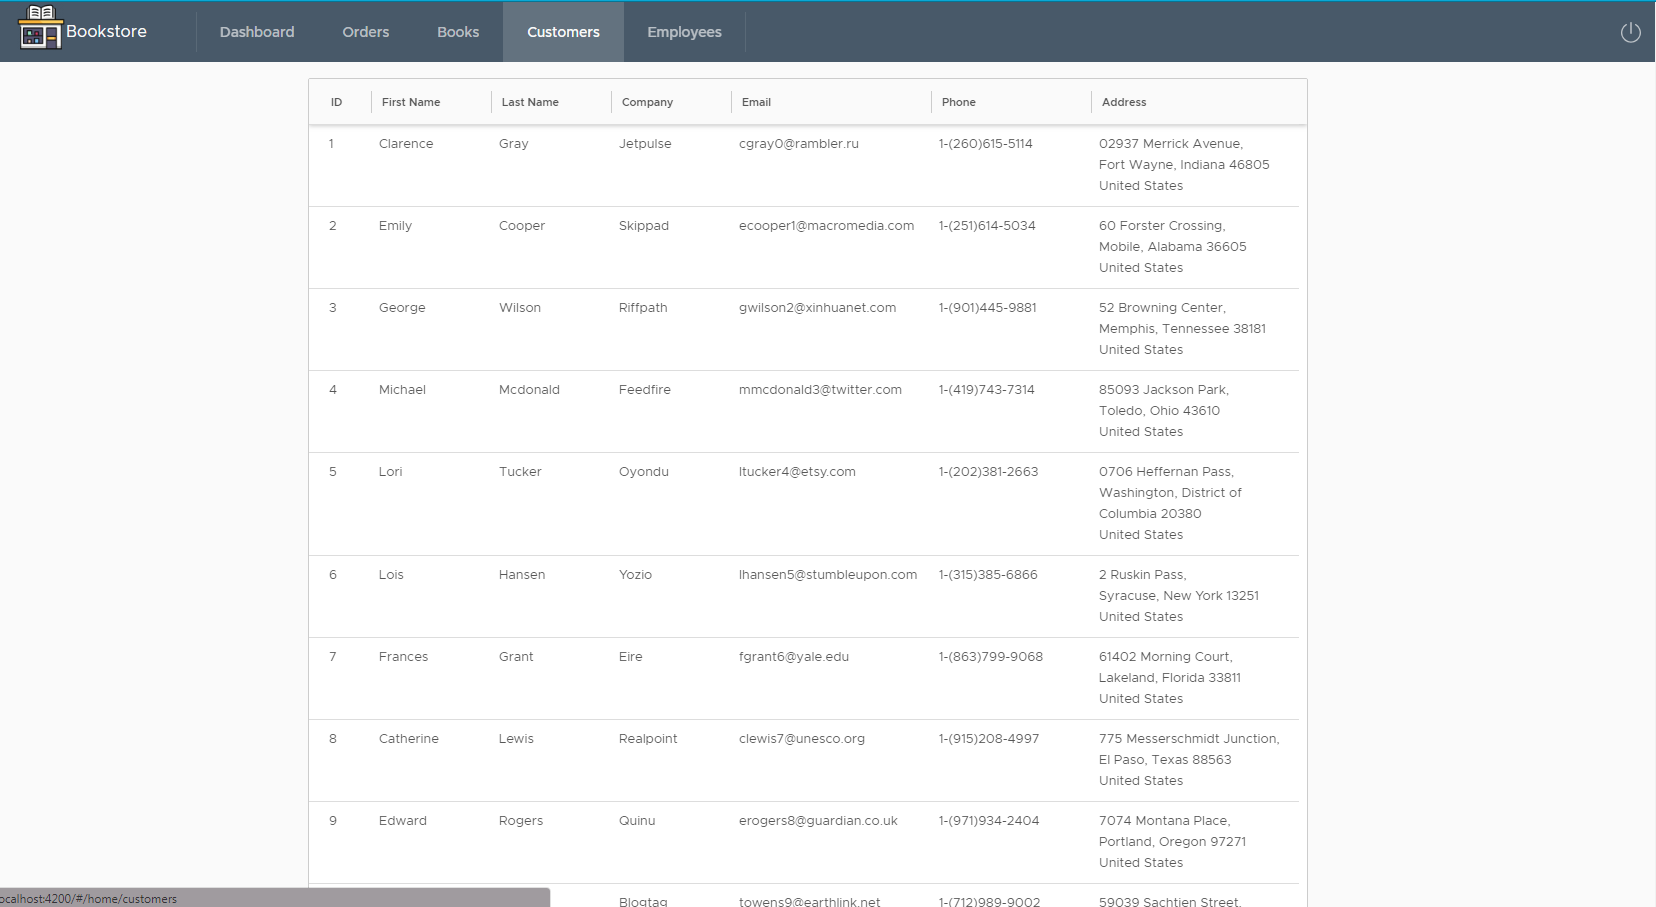 Bookstore
Dashboard
Orders
Books
Customers
Employees
ID First Name Last Name Company Email Phone Address
1 Clarence Gray Jetpulse cgray0@rambler.ru 1-(260)615-5114 02937 Merrick Avenue,
Fort Wayne, Indiana 46805
United States
2 Emily Cooper Skippad ecooper1@macromedia.com 1-(251)614-5034 60 Forster Crossing,
Mobile, Alabama 36605
United States
3 George Wilson Riffpath gwilson2@xinhuanet.com 1-(901)445-9881 52 Browning Center,
Memphis, Tennessee 38181
United States
4 Michael Mcdonald Feedfire mmcdonald3@twitter.com 1-(419)743-7314 85093 Jackson Park,
Toledo, Ohio 43610
United States
5 Lori Tucker Oyondu ltucker4@etsy.com 1-(202)381-2663 0706 Heffernan Pass,
Washington, District of
Columbia 20380
United States
6 Lois Hansen Yozio lhansen5@stumbleupon.com 1-(315)385-6866 2 Ruskin Pass,
Syracuse, New York 13251
United States
7 Frances Grant Eire fgrant6@yale.edu 1-(863)799-9068 61402 Morning Court,
Lakeland, Florida 33811
United States
8 Catherine Lewis Realpoint clewis7@unesco.org 1-(915)208-4997 775 Messerschmidt Junction,
El Paso, Texas 88563
United States
9 Edward Rogers Quinu erogers8@guardian.co.uk 1-(971)934-2404 7074 Montana Place,
Portland, Oregon 97271
United States
Blogtag towens9@earthlink.net 1-(712)989-9002 59039 Sachtjen Street,
ocalhost:4200/#/home/customers